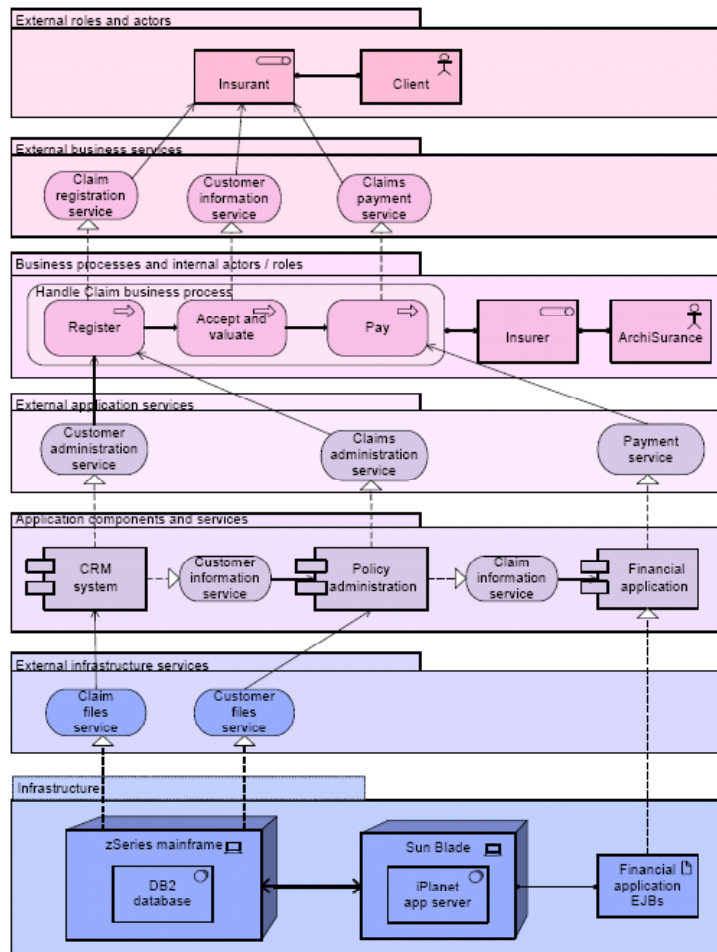 External roles and actors
Insurant
Client
External business services
Claim
registration
service
Customer
information
service
Claims
payment
service
Business processes and internal actors / roles
Handle Claim business process
Register
Accept and
valuate
Pay
Insurer
ArchiSurance
External application services
Customer
administration
service
Claims
administration
service
Payment
service
Application components and services
CRM
system
Customer
information
service
Policy
administration
Claim
information
service
Financial
application
External infrastructure services
Claim
files
service
Customer
files
service
Infrastructure
zSeries mainframe
DB2
database
Sun Blade
iPlanet
app server
Financial
application
EJBs